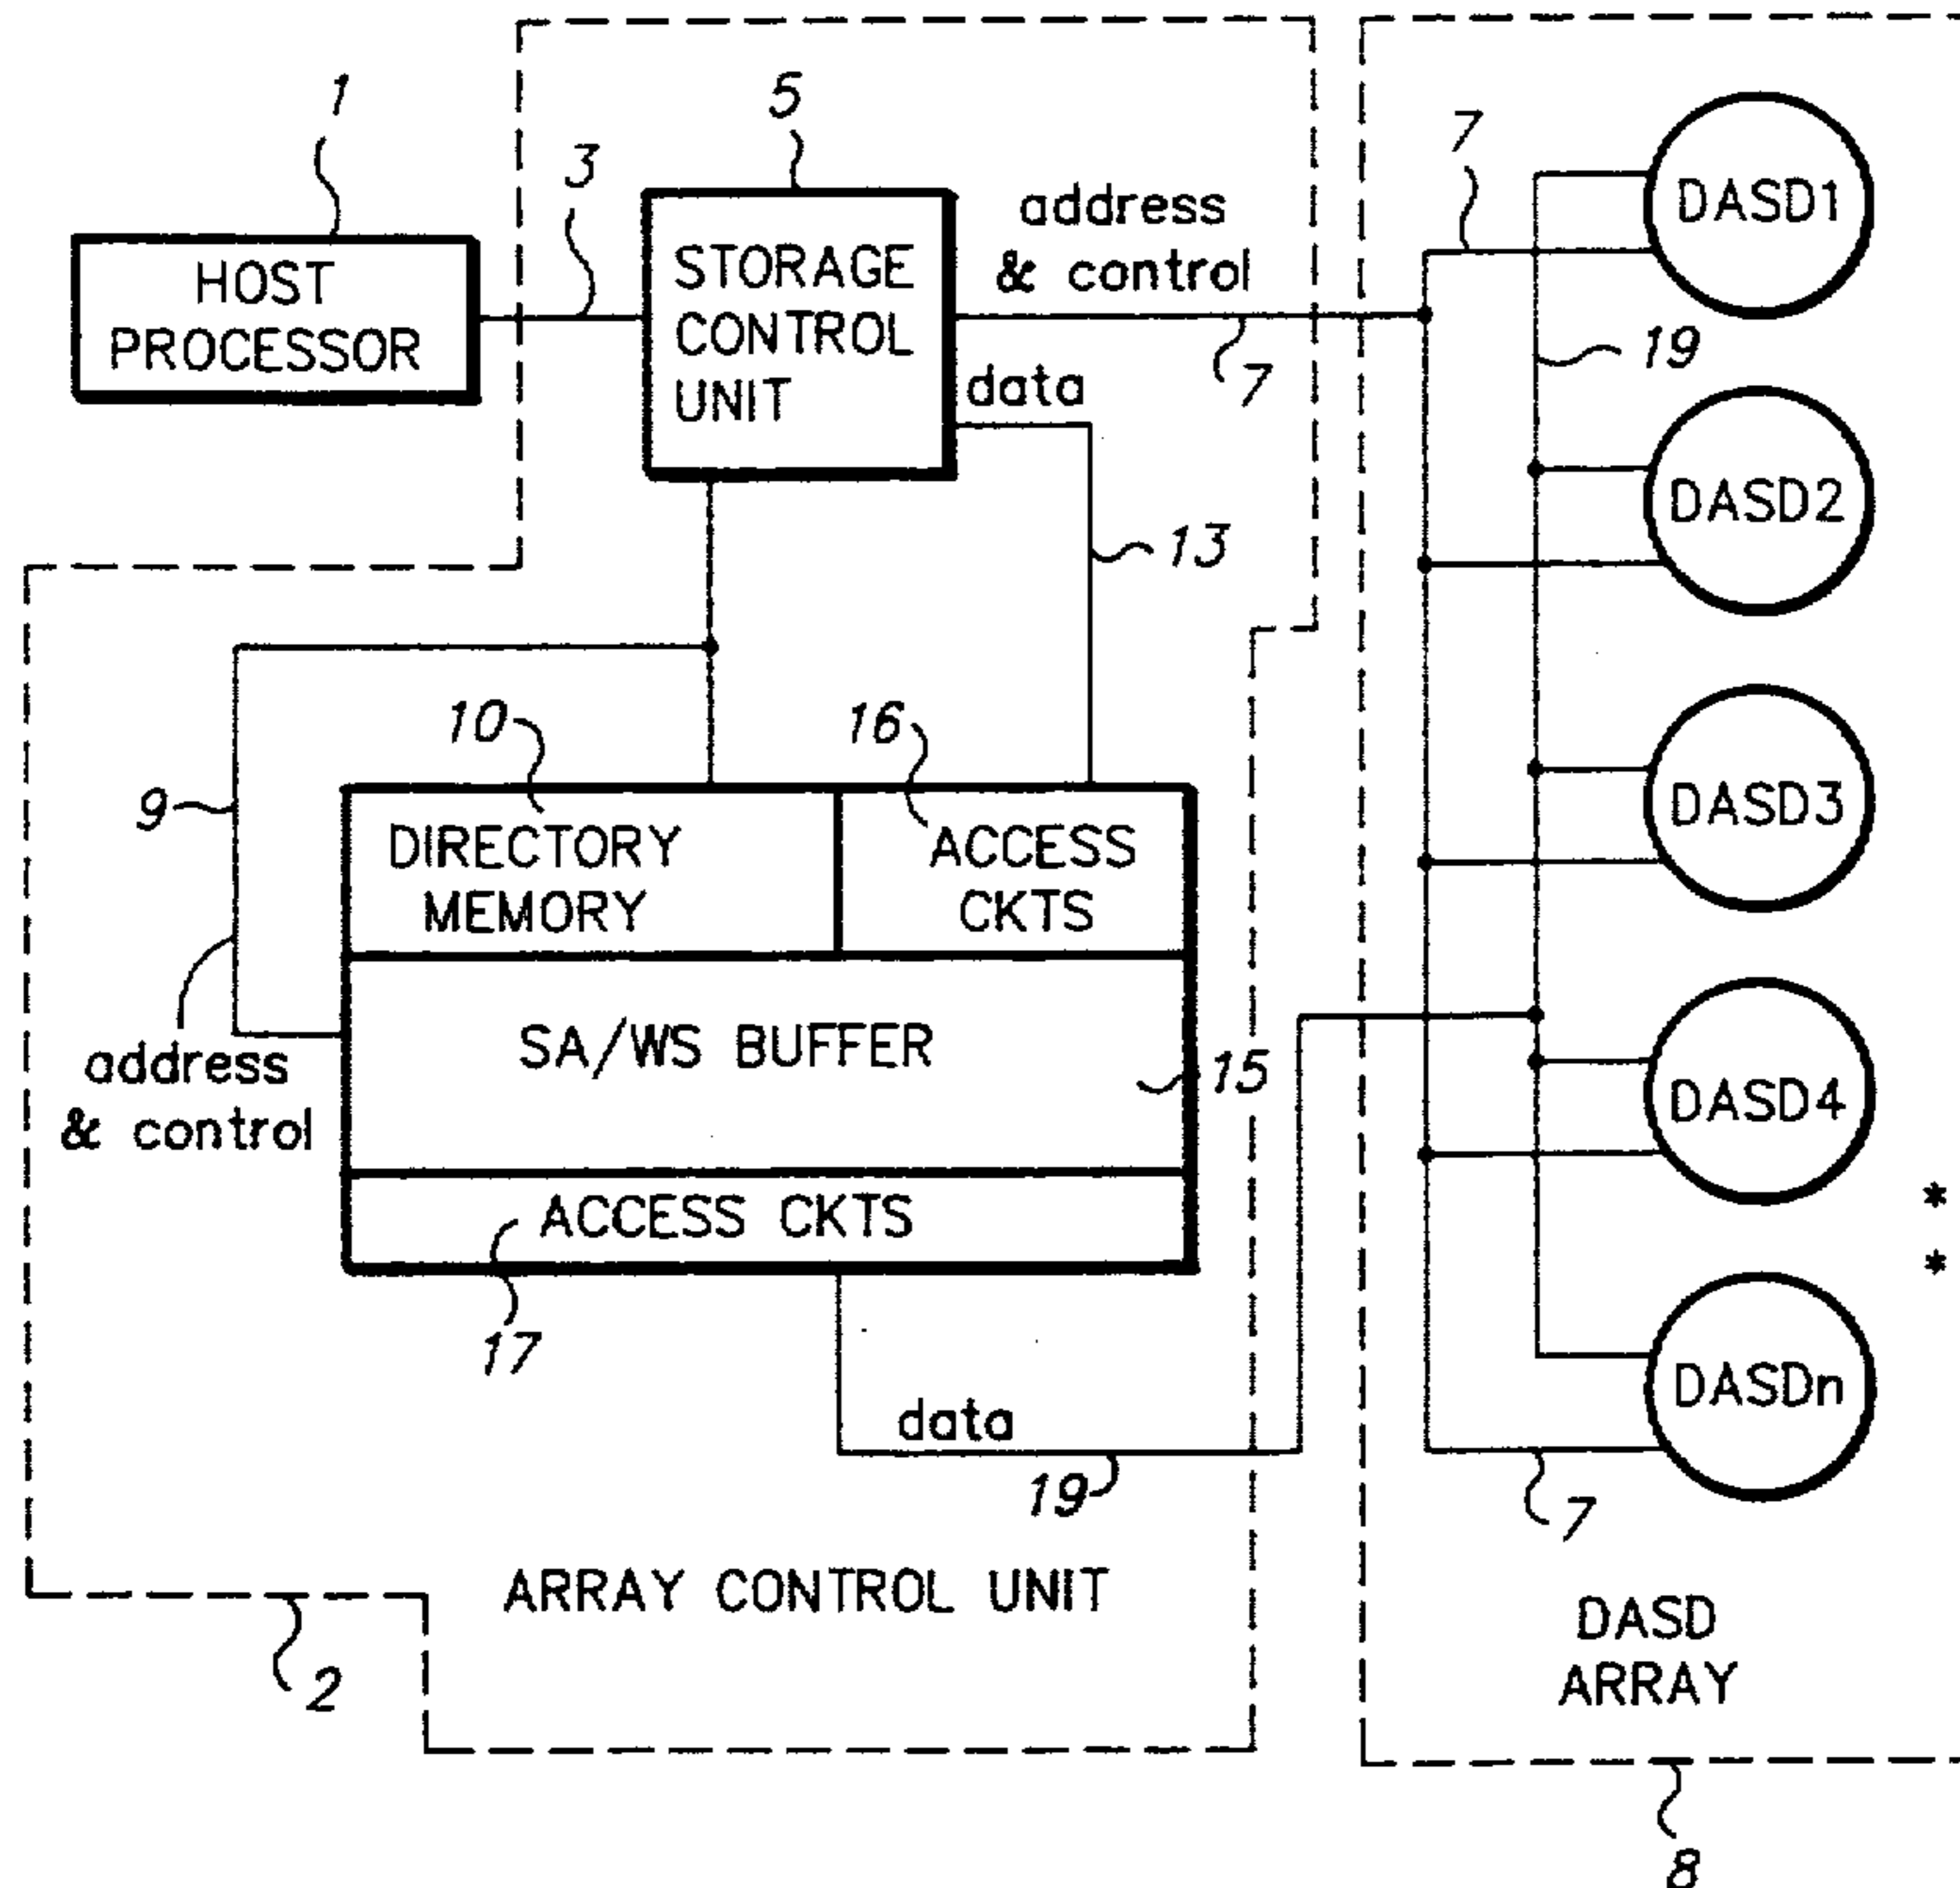 1
5
3
7
HOST
PROCESSOR
STORAGE
CONTROL
UNIT
address
& control
7
data
13
DASD1
19
DASD2
DASD3
DASD4
*
*
DASDn
7
9
10
16
DIRECTORY
MEMORY
ACCESS
CKTS
address
& control
SA/WS BUFFER
15
ACCESS CKTS
17
data
19
ARRAY CONTROL UNIT
2
DASD
ARRAY
8